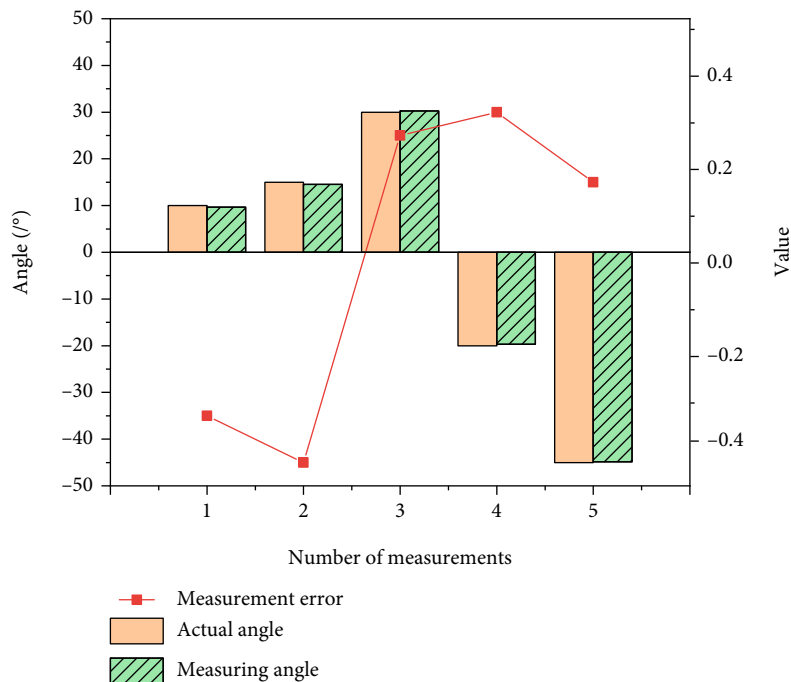 50
40
30
20
10
0
−10
−20
−30
−40
−50
Angle (/°)
0.4
0.2
0.0
−0.2
−0.4
Value
1 2 3 4 5
Number of measurements
Measurement error
Actual angle
Measuring angle